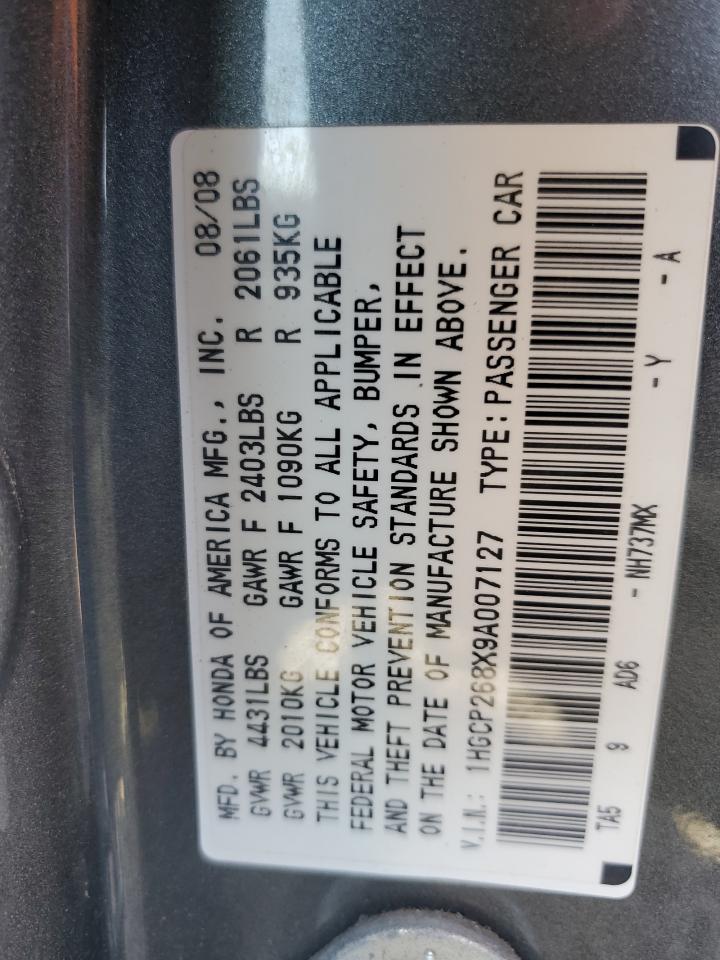 MFD. BY HONDA OF AMERICA MFG., INC. 08/08
GVWR 4431LBS GAWR F 2403LBS R 2061LBS
GVWR 2010KG GAWR F 1090KG R 935KG
THIS VEHICLE CONFORMS TO ALL APPLICABLE
FEDERAL MOTOR VEHICLE SAFETY, BUMPER,
AND THEFT PREVENTION STANDARDS IN EFFECT
ON THE DATE OF MANUFACTURE SHOWN ABOVE.
V.I.N.: 1HGCP268X9A007127 TYPE: PASSENGER CAR
TA5 9 AD6 - NH737MX - Y - A